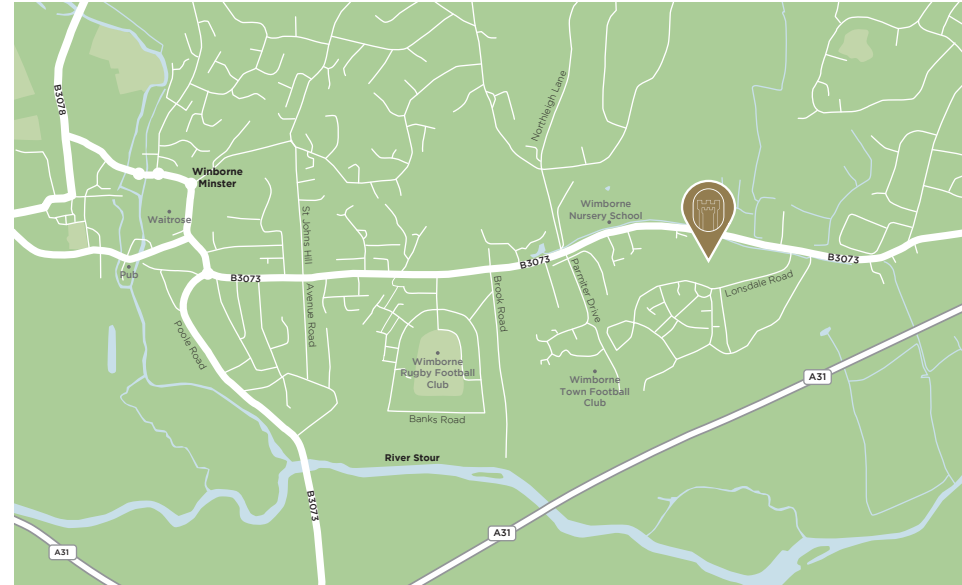 B3078
Northleigh Lane
Winborne
Minster
Waitrose
Wimborne
Nursery School
St Johns Hill
Pub
B3073
B3073
B3073
Parmiter Drive
Lonsdale Road
Brook Road
Avenue Road
Poole Road
Wimborne
Rugby Football
Club
Wimborne
Town Football
Club
A31
Banks Road
River Stour
B3073
A31
A31